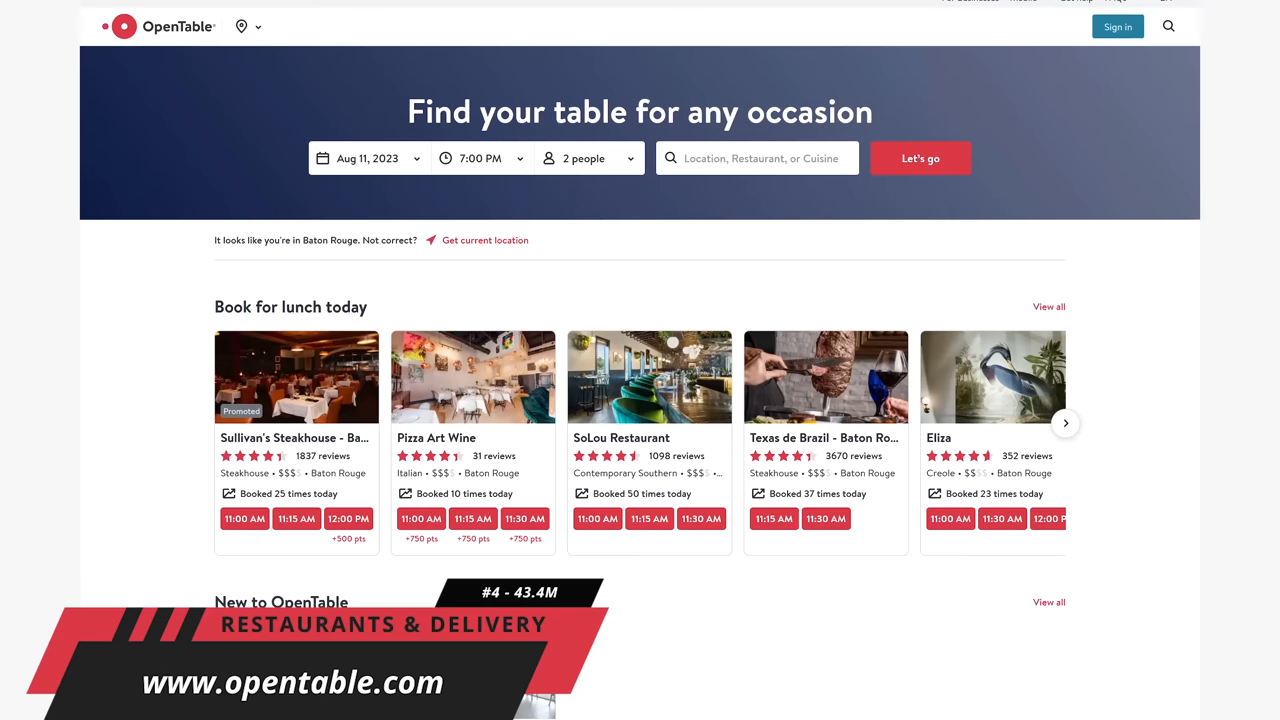 OpenTable®
Sign in
Find your table for any occasion
Aug 11, 2023
7:00 PM
2 people
Location, Restaurant, or Cuisine
Let's go
It looks like you're in Baton Rouge. Not correct? Get current location
Book for lunch today
View all
Promoted
Sullivan's Steakhouse - Ba...
1837 reviews
Steakhouse • $$$$ • Baton Rouge
Booked 25 times today
11:00 AM 11:15 AM 12:00 PM
+500 pts
Pizza Art Wine
31 reviews
Italian • $$$$ • Baton Rouge
Booked 10 times today
11:00 AM 11:15 AM 11:30 AM
+750 pts +750 pts +750 pts
SoLou Restaurant
1098 reviews
Contemporary Southern • $$$$ •...
Booked 50 times today
11:00 AM 11:15 AM 11:30 AM
Texas de Brazil - Baton Ro...
3670 reviews
Steakhouse • $$$$ • Baton Rouge
Booked 37 times today
11:15 AM 11:30 AM
Eliza
352 reviews
Creole • $$$$ • Baton Rouge
Booked 23 times today
11:00 AM 11:30 AM 12:00 P
New to OpenTable
View all
#4 - 43.4M
RESTAURANTS & DELIVERY
www.opentable.com